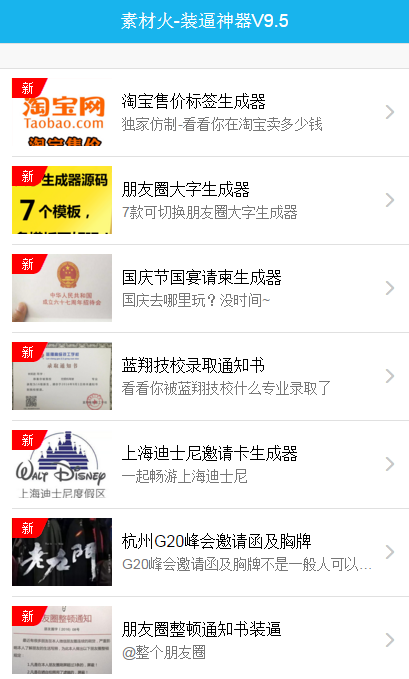 素材火-装逼神器V9.5
新
淘宝网
Taobao.com
淘宝售价
淘宝售价标签生成器
独家仿制-看看你在淘宝卖多少钱
新
生成器源码
7个模板，
朋友圈大字生成器
7款可切换朋友圈大字生成器
新
中华人民共和国
成立六十七周年招待会
国庆节国宴请柬生成器
国庆去哪里玩？没时间~
新
录取通知书
蓝翔技校录取通知书
看看你被蓝翔技校什么专业录取了
新
WALT DISNEY
上海迪士尼度假区
上海迪士尼邀请卡生成器
一起畅游上海迪士尼
新
老九門
杭州G20峰会邀请函及胸牌
G20峰会邀请函及胸牌不是一般人可以...
新
朋友圈整顿通知
朋友圈整顿通知书装逼
@整个朋友圈